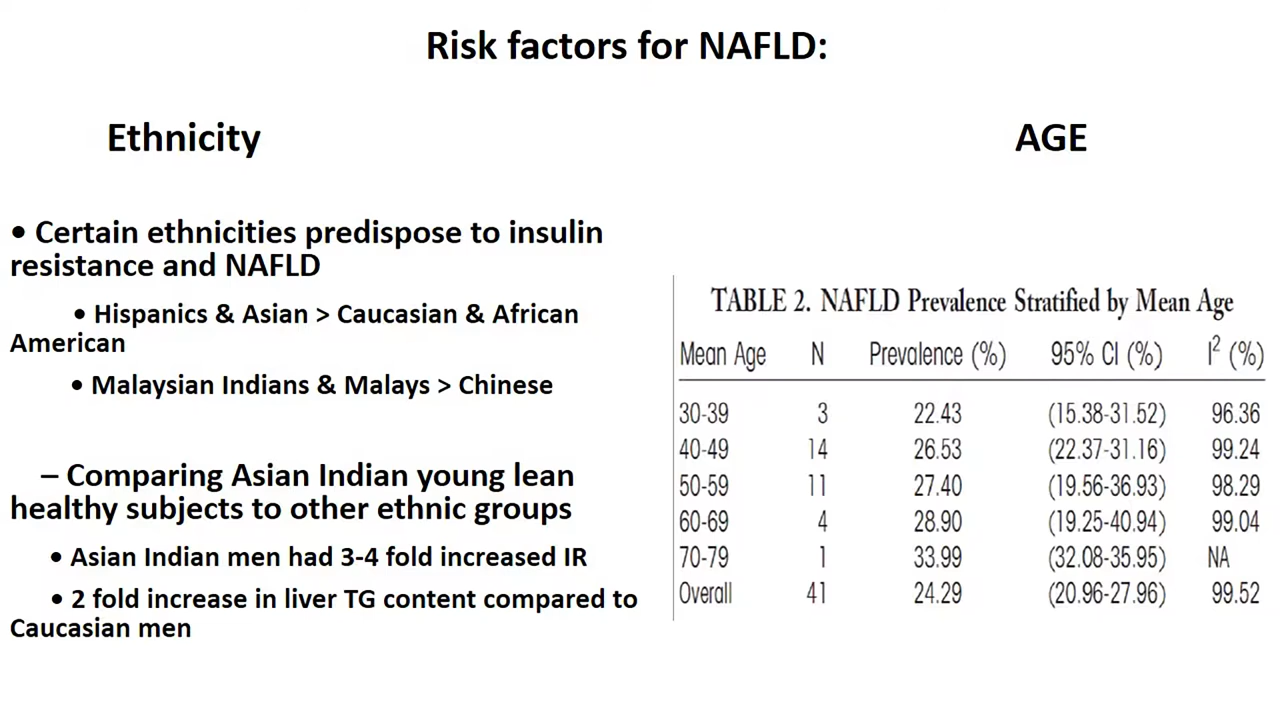 Risk factors for NAFLD:
Ethnicity
• Certain ethnicities predispose to insulin
resistance and NAFLD
• Hispanics & Asian > Caucasian & African
American
• Malaysian Indians & Malays > Chinese
– Comparing Asian Indian young lean
healthy subjects to other ethnic groups
• Asian Indian men had 3-4 fold increased IR
• 2 fold increase in liver TG content compared to
Caucasian men
AGE
TABLE 2. NAFLD Prevalence Stratified by Mean Age
Mean Age N Prevalence (%) 95% CI (%) I² (%)
30-39 3 22.43 (15.38-31.52) 96.36
40-49 14 26.53 (22.37-31.16) 99.24
50-59 11 27.40 (19.56-36.93) 98.29
60-69 4 28.90 (19.25-40.94) 99.04
70-79 1 33.99 (32.08-35.95) NA
Overall 41 24.29 (20.96-27.96) 99.52